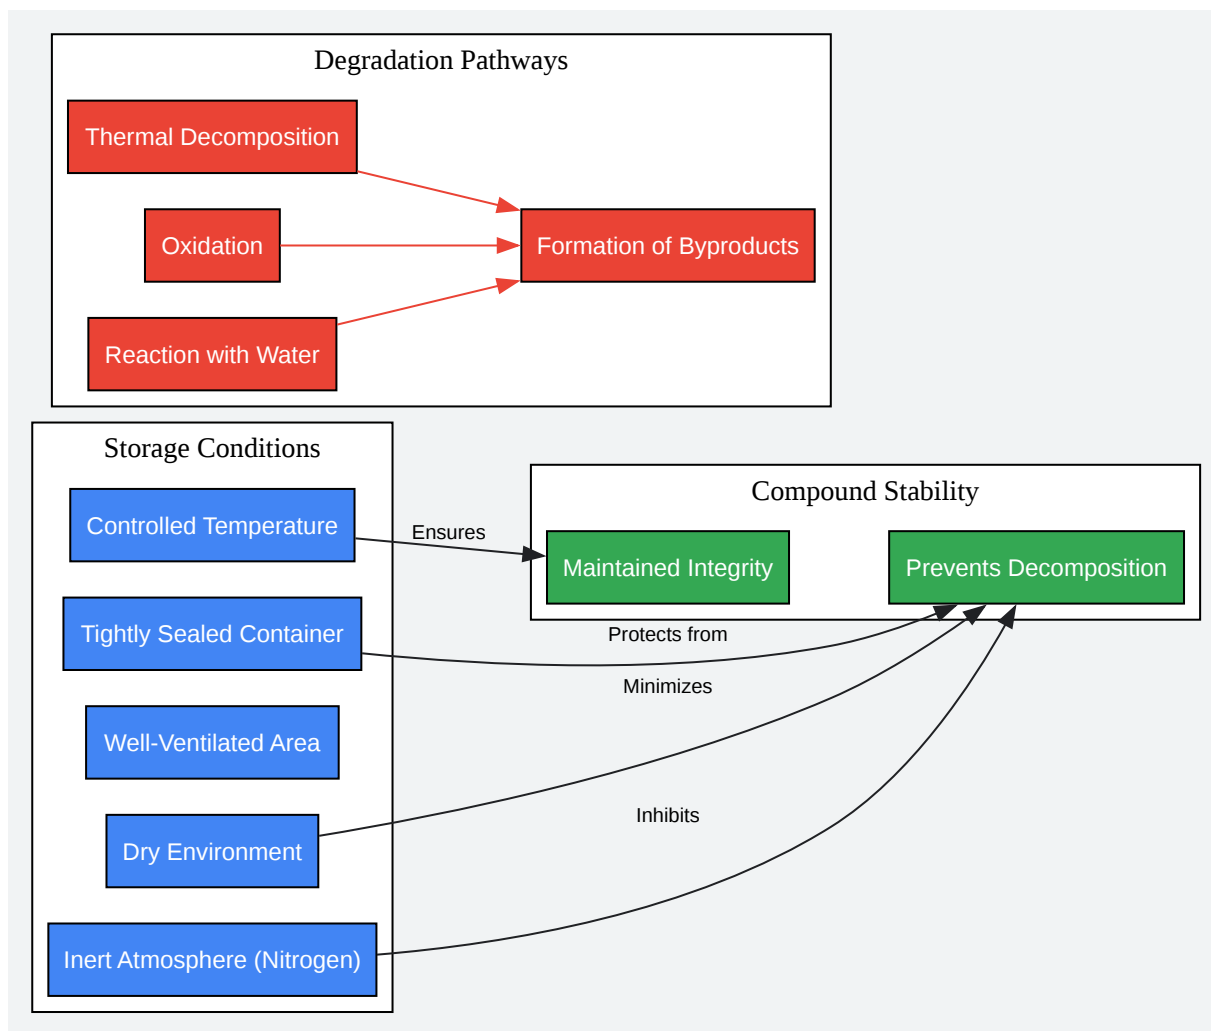 Degradation Pathways
Thermal Decomposition
Oxidation
Formation of Byproducts
Reaction with Water
Storage Conditions
Controlled Temperature
Tightly Sealed Container
Well-Ventilated Area
Dry Environment
Inert Atmosphere (Nitrogen)
Ensures
Protects from
Minimizes
Inhibits
Compound Stability
Maintained Integrity
Prevents Decomposition